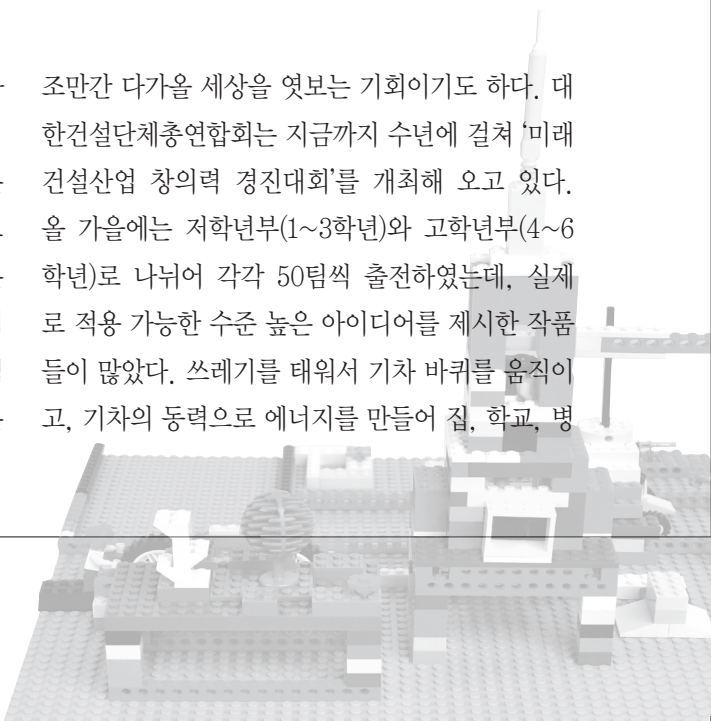 조만간 다가올 세상을 엿보는 기회이기도 하다. 대
한건설단체총연합회는 지금까지 수년에 걸쳐 ‘미래
건설산업 창의력 경진대회’를 개최해 오고 있다.
올 가을에는 저학년부(1~3학년)와 고학년부(4~6
학년)로 나뉘어 각각 50팀씩 출전하였는데, 실제
로 적용 가능한 수준 높은 아이디어를 제시한 작품
들이 많았다. 쓰레기를 태워서 기차 바퀴를 움직이
고, 기차의 동력으로 에너지를 만들어 집, 학교, 병